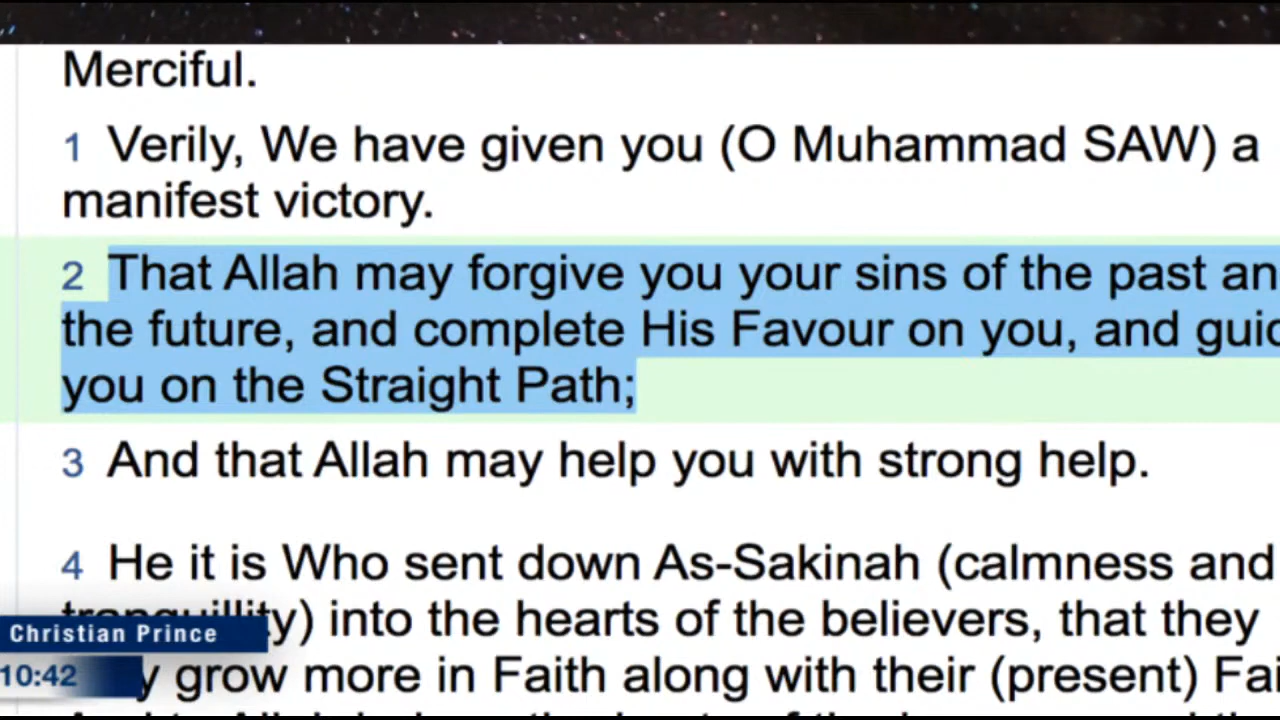 Merciful.
1 Verily, We have given you (O Muhammad SAW) a
manifest victory.
2 That Allah may forgive you your sins of the past an
the future, and complete His Favour on you, and guid
you on the Straight Path;
3 And that Allah may help you with strong help.
4 He it is Who sent down As-Sakinah (calmness and
tranquillity) into the hearts of the believers, that they
y grow more in Faith along with their (present) Fai
Christian Prince
10:42